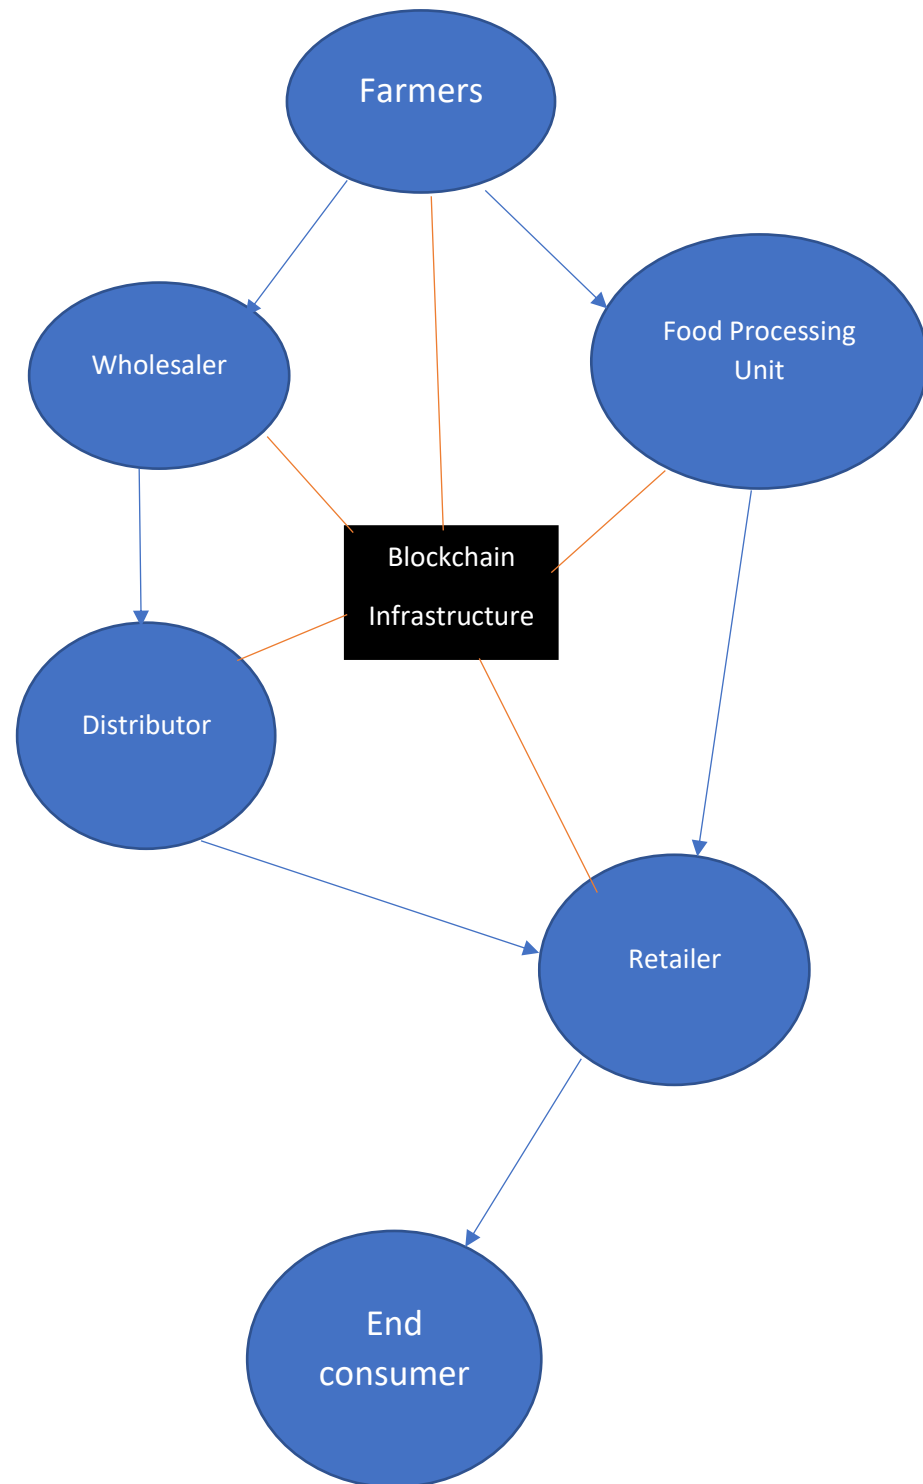 Farmers
Food Processing
Unit
Wholesaler
Blockchain
Infrastructure
Distributor
Retailer
End
consumer